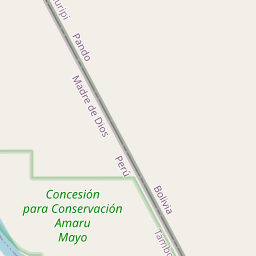 Pando
Madre de Dios
Perú
Bolivia
Concesión
para Conservación
Amaru
Mayo